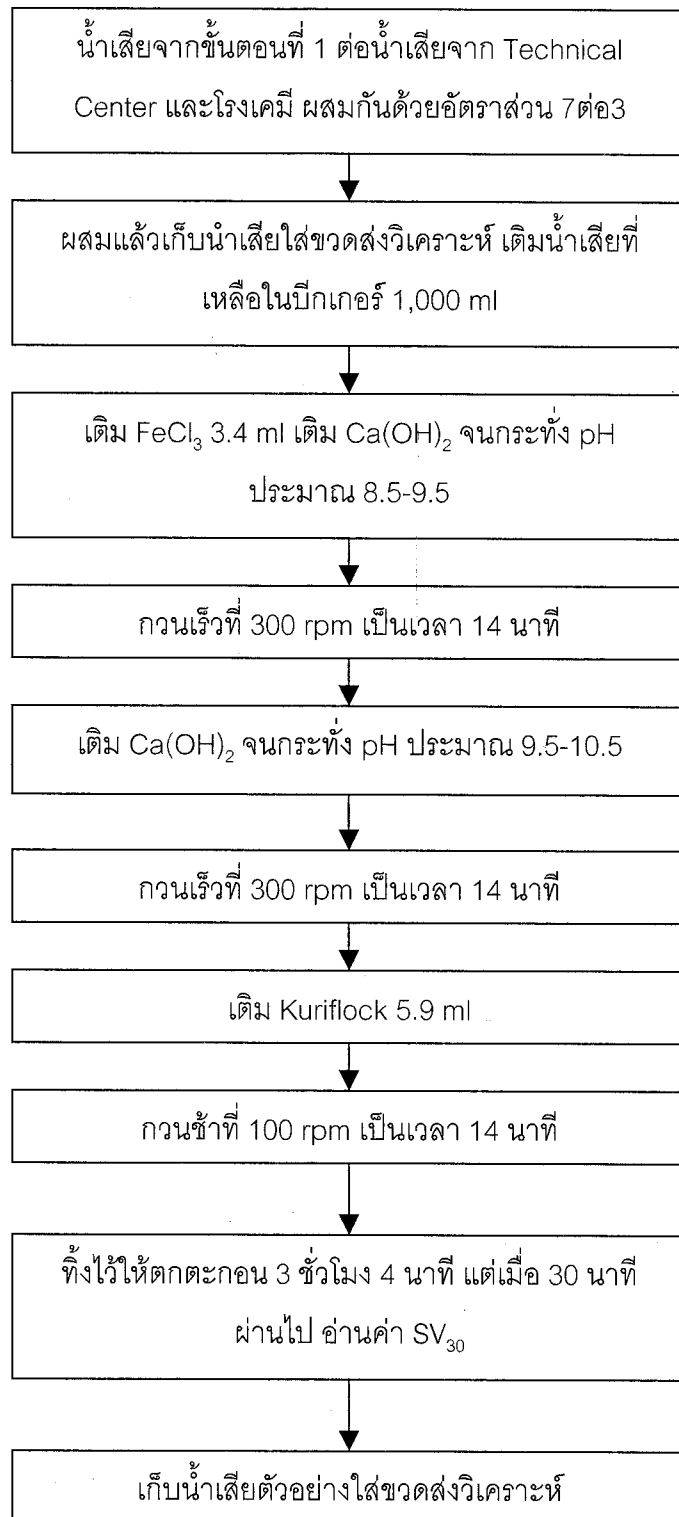 น้ำเสียจากขั้นตอนที่ 1 ต่อน้ำเสียจาก Technical
Center และโรงเคมี ผสมกันด้วยอัตราส่วน 7ต่อ3
ผสมแล้วเก็บนำเสียใส่ขวดส่งวิเคราะห์ เติมน้ำเสียที่
เหลือในบีกเกอร์ 1,000 ml
เติม FeCl₃ 3.4 ml เติม Ca(OH)₂ จนกระทั่ง pH
ประมาณ 8.5-9.5
กวนเร็วที่ 300 rpm เป็นเวลา 14 นาที
เติม Ca(OH)₂ จนกระทั่ง pH ประมาณ 9.5-10.5
กวนเร็วที่ 300 rpm เป็นเวลา 14 นาที
เติม Kuriflock 5.9 ml
กวนช้าที่ 100 rpm เป็นเวลา 14 นาที
ทิ้งไว้ให้ตกตะกอน 3 ชั่วโมง 4 นาที แต่เมื่อ 30 นาที
ผ่านไป อ่านค่า SV₃₀
เก็บน้ำเสียตัวอย่างใส่ขวดส่งวิเคราะห์